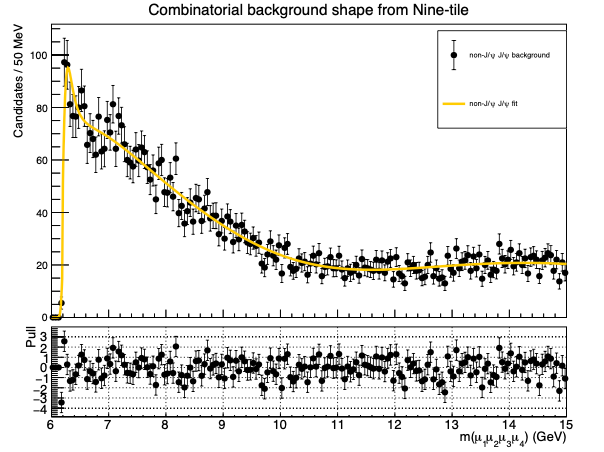 Combinatorial background shape from Nine-tile
Candidates / 50 MeV
100
80
60
40
20
0
non-J/ψ J/ψ background
non-J/ψ J/ψ fit
Pull
3
2
1
0
−1
−2
−3
−4
6 7 8 9 10 11 12 13 14 15
m(μ₁μ₂μ₃μ₄) (GeV)